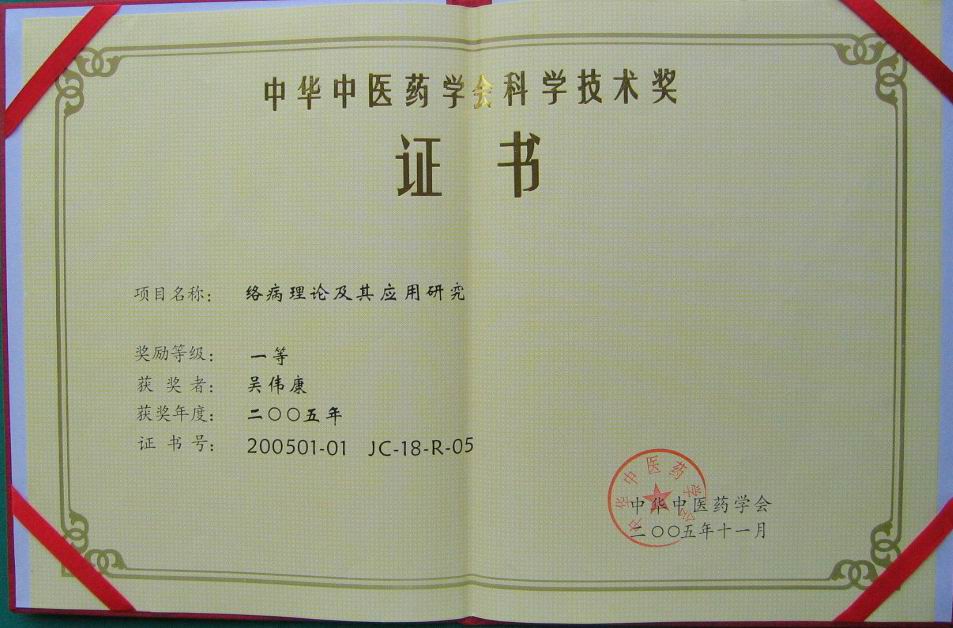 中华中医药学会科学技术奖
证 书
项目名称： 络病理论及其应用研究
奖励等级： 一等
获 奖 者： 吴伟康
获奖年度： 二〇〇五年
证 书 号： 200501-01 JC-18-R-05
中华中医药学会
中华中医药学会
二〇〇五年十一月